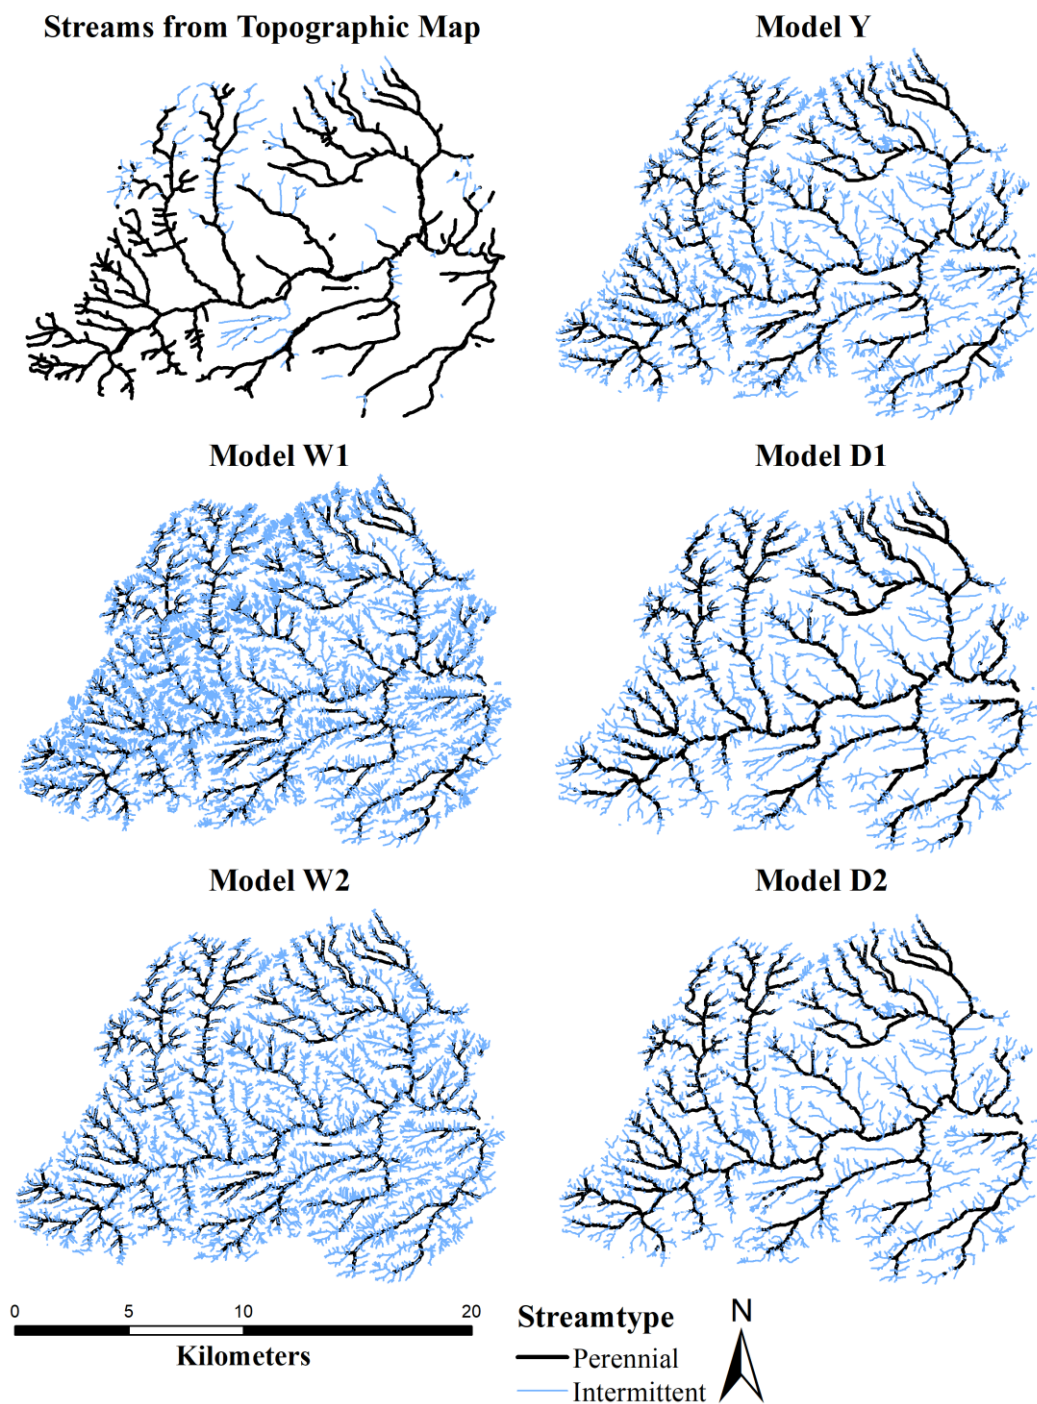 Streams from Topographic Map
Model Y
Model W1
Model D1
Model W2
Model D2
0 5 10 20
Kilometers
Streamtype
Perennial
Intermittent
N